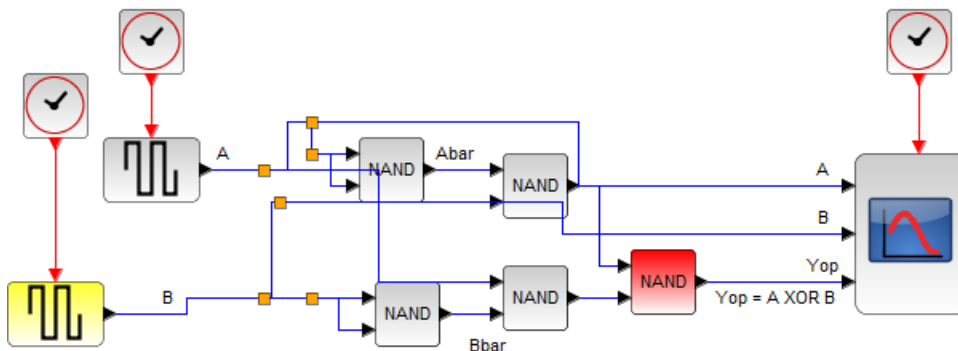 A
NAND
Abar
NAND
A
B
B
NAND
NAND
NAND
Yop
Yop = A XOR B
Bbar